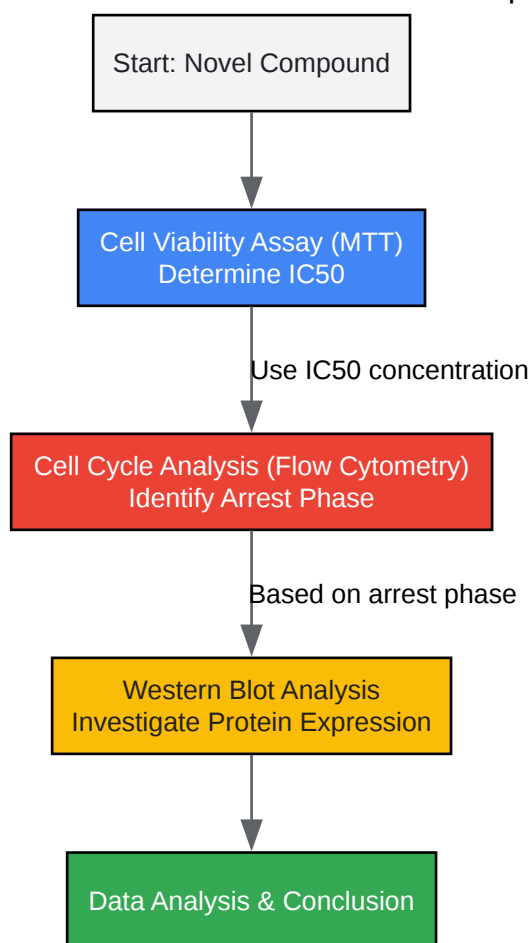 Start: Novel Compound
Cell Viability Assay (MTT)
Determine IC50
Use IC50 concentration
Cell Cycle Analysis (Flow Cytometry)
Identify Arrest Phase
Based on arrest phase
Western Blot Analysis
Investigate Protein Expression
Data Analysis & Conclusion